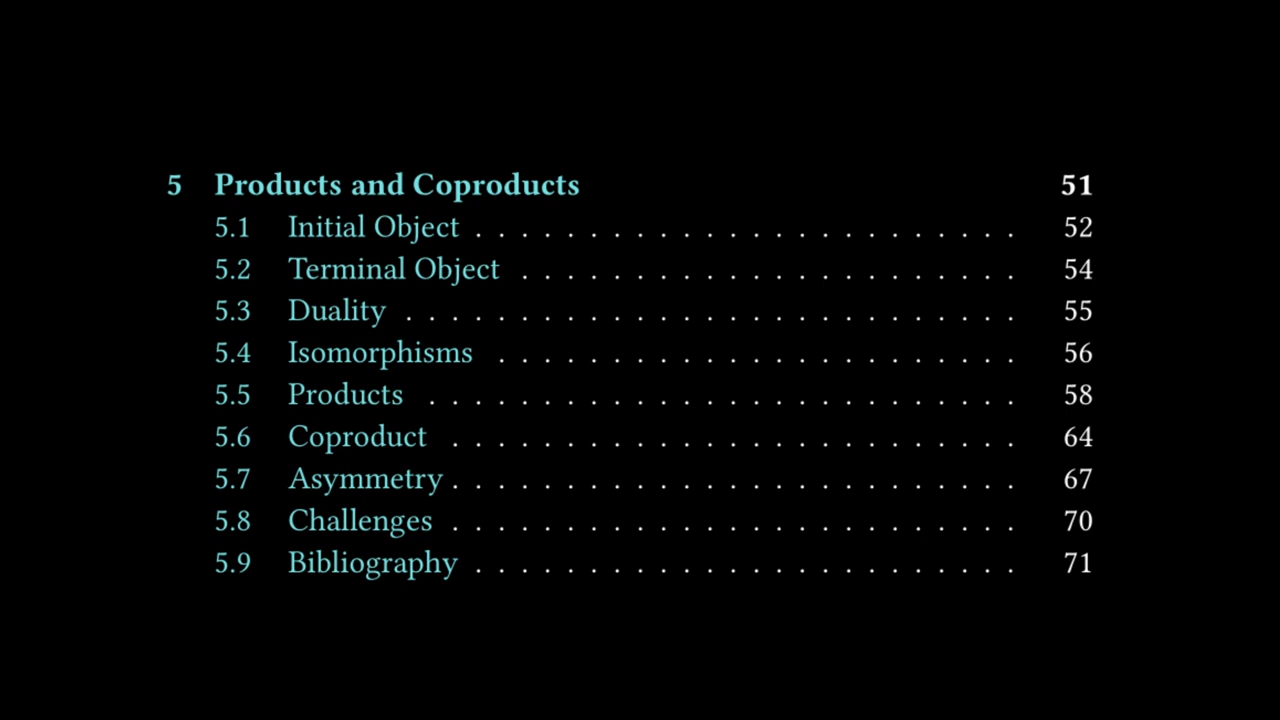 5 Products and Coproducts 51
5.1 Initial Object . . . . . . . . . . . . . . . . . . . . . . . . 52
5.2 Terminal Object . . . . . . . . . . . . . . . . . . . . . . 54
5.3 Duality . . . . . . . . . . . . . . . . . . . . . . . . . . . 55
5.4 Isomorphisms . . . . . . . . . . . . . . . . . . . . . . . 56
5.5 Products . . . . . . . . . . . . . . . . . . . . . . . . . . 58
5.6 Coproduct . . . . . . . . . . . . . . . . . . . . . . . . . 64
5.7 Asymmetry . . . . . . . . . . . . . . . . . . . . . . . . . 67
5.8 Challenges . . . . . . . . . . . . . . . . . . . . . . . . . 70
5.9 Bibliography . . . . . . . . . . . . . . . . . . . . . . . . 71